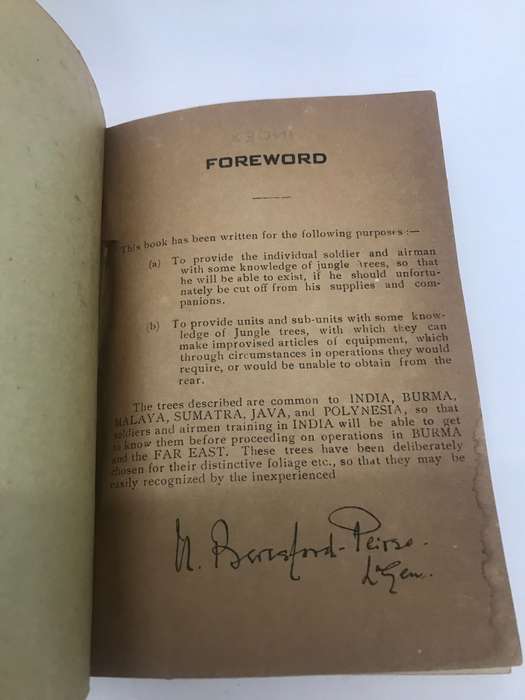 FOREWORD
This book has been written for the following purposes :—
(a) To provide the individual soldier and airman
with some knowledge of jungle trees, so that
he will be able to exist, if he should unfortu-
nately be cut off from his supplies and com-
panions.
(b) To provide units and sub-units with some know-
ledge of Jungle trees, with which they can
make improvised articles of equipment, which
through circumstances in operations they would
require, or would be unable to obtain from the
rear.
The trees described are common to INDIA, BURMA,
MALAYA, SUMATRA, JAVA, and POLYNESIA, so that
soldiers and airmen training in INDIA will be able to get
to know them before proceeding on operations in BURMA
and the FAR EAST. These trees have been deliberately
chosen for their distinctive foliage etc., so that they may be
easily recognized by the inexperienced
N. Beresford-Peirse.
Lt Gen.